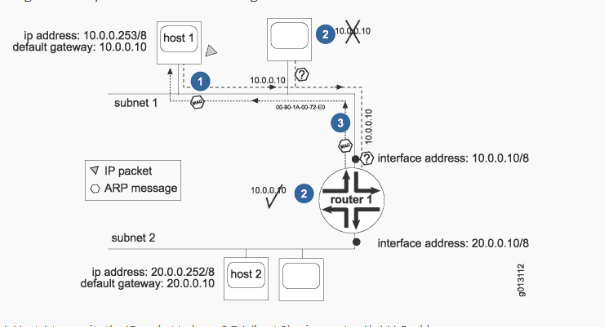 ip address: 10.0.0.253/8
default gateway: 10.0.0.10
host 1
2
10.0.0.10
1
10.0.0.10
?
subnet 1
MAC
00-90-1A-00-72-ED
3
10.0.0.10
MAC
?
interface address: 10.0.0.10/8
IP packet
ARP message
10.0.0.10
2
router 1
subnet 2
interface address: 20.0.0.10/8
ip address: 20.0.0.252/8
default gateway: 20.0.0.10
host 2
g013112